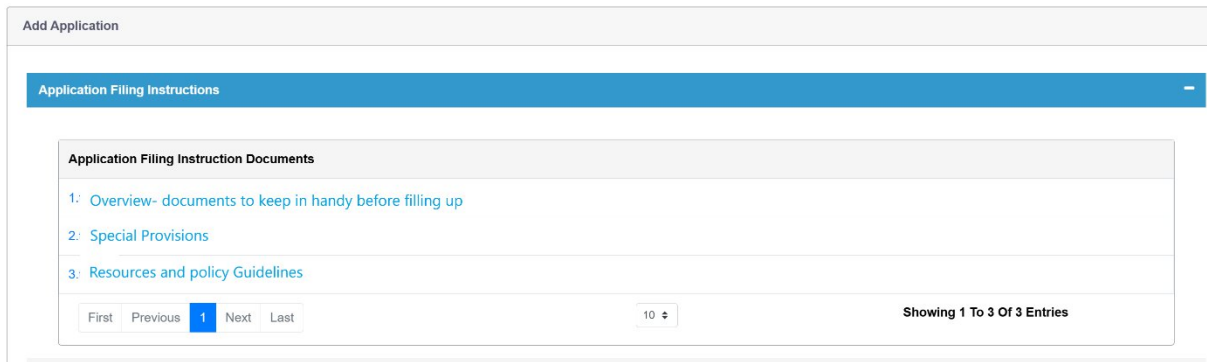 Add Application
Application Filing Instructions
Application Filing Instruction Documents
1. Overview- documents to keep in handy before filling up
2. Special Provisions
3. Resources and policy Guidelines
First Previous 1 Next Last 10 Showing 1 To 3 Of 3 Entries